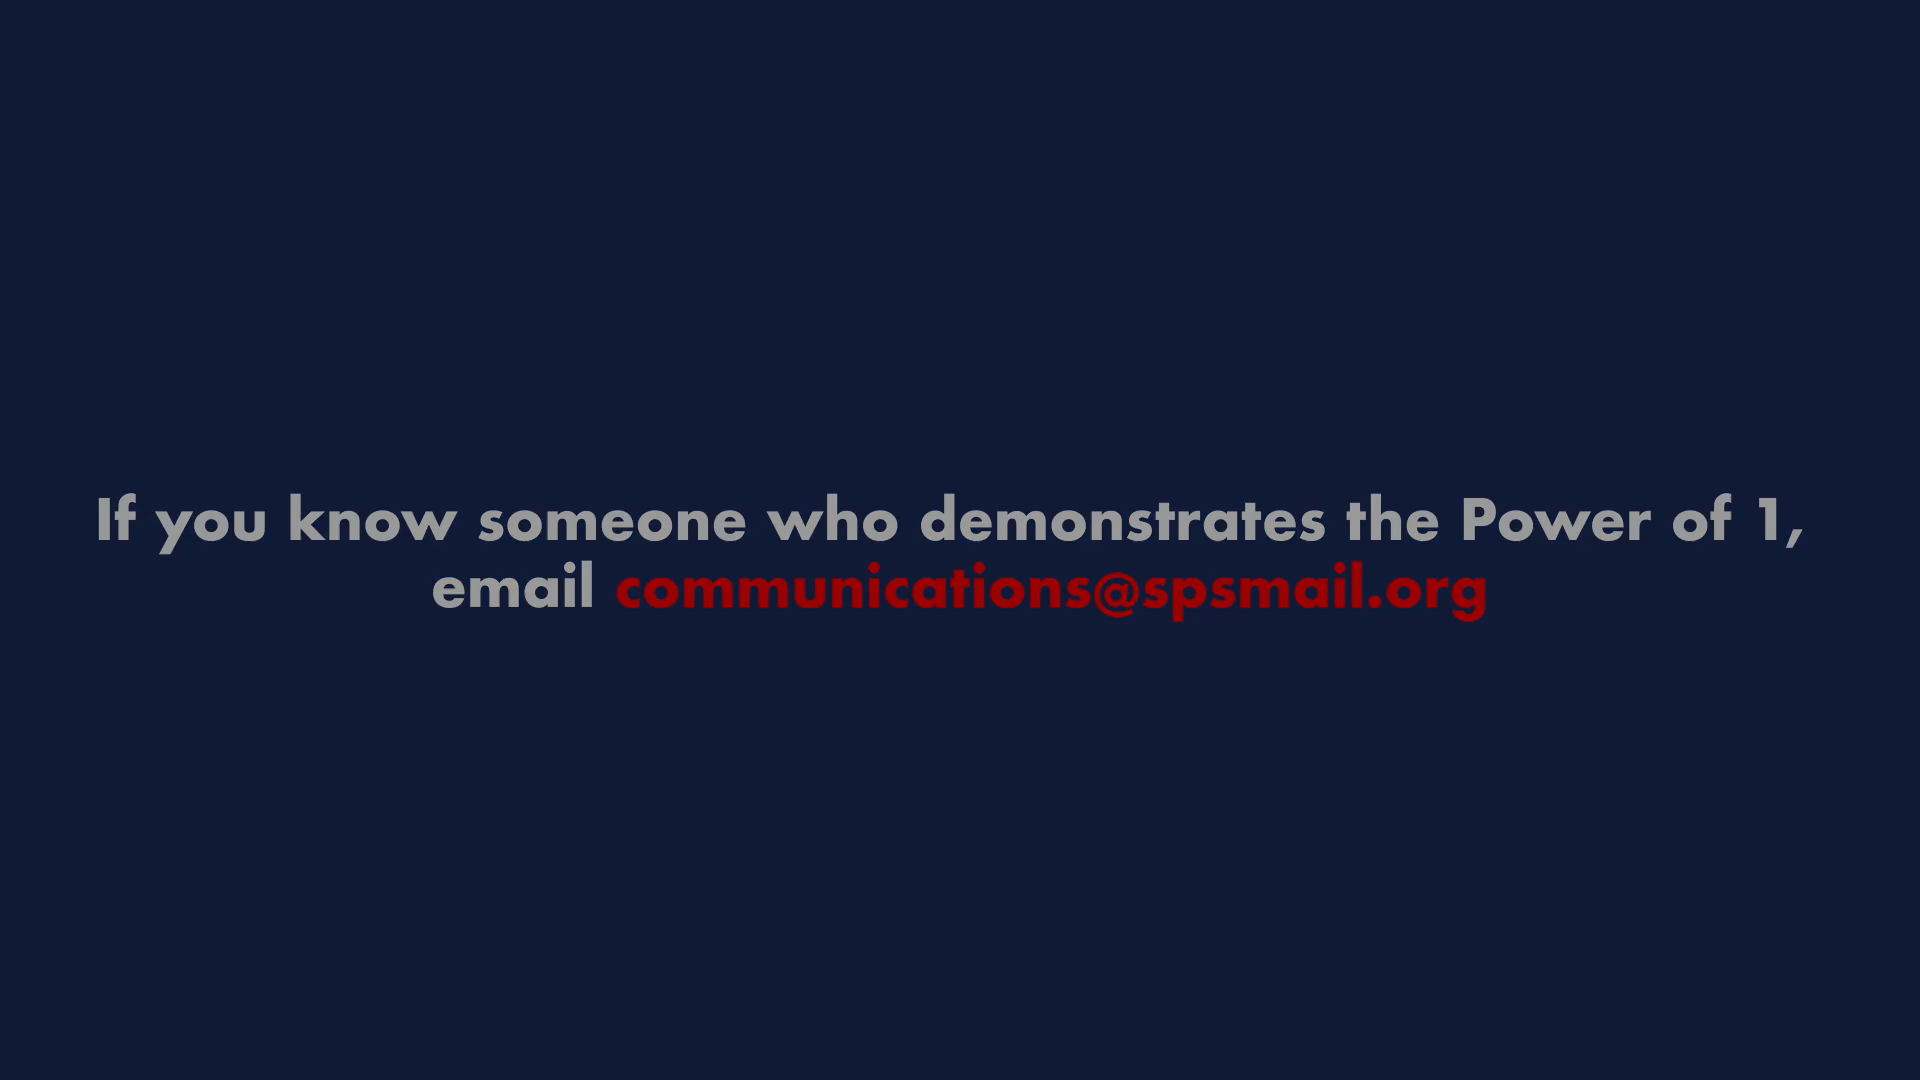 If you know someone who demonstrates the Power of 1,
email communications@spsmail.org